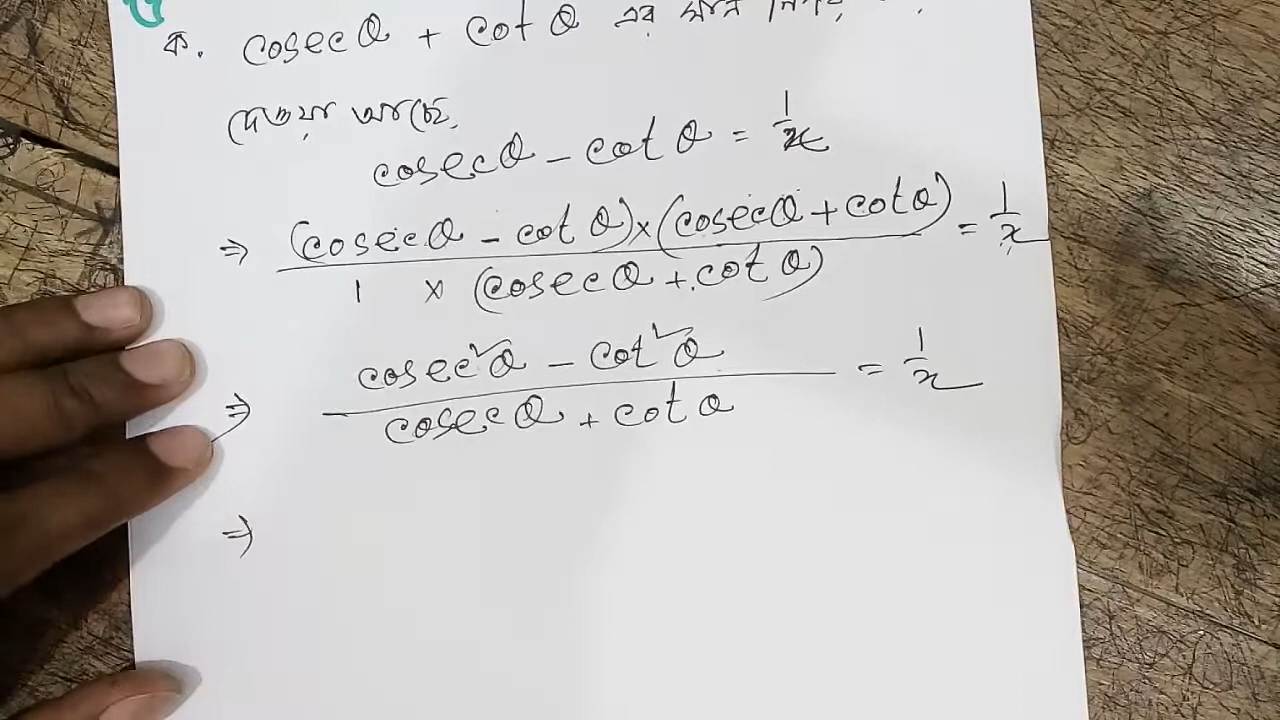 ক. cosecθ + cotθ এর মান
দেওয়া আছে,
cosecθ - cotθ = 1/x
⇒ (cosecθ - cotθ)×(cosecθ + cotθ) / 1 × (cosecθ + cotθ) = 1/x
⇒ cosec²θ - cot²θ / cosecθ + cotθ = 1/x
⇒